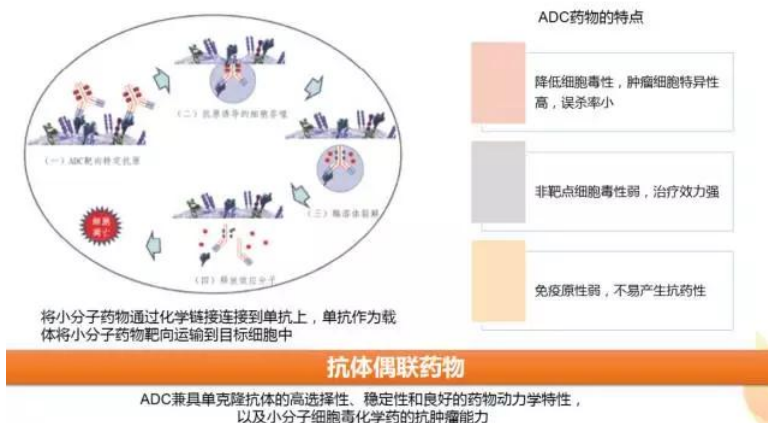 （一）ADC靶向特定抗原
（二）抗原诱导的细胞吞噬
（三）酶溶体裂解
（四）释放效应分子
细胞
凋亡
将小分子药物通过化学链接连接到单抗上，单抗作为载
体将小分子药物靶向运输到目标细胞中
ADC药物的特点
降低细胞毒性，肿瘤细胞特异性
高，误杀率小
非靶点细胞毒性弱，治疗效力强
免疫原性弱，不易产生抗药性
抗体偶联药物
ADC兼具单克隆抗体的高选择性、稳定性和良好的药物动力学特性，
以及小分子细胞毒化学药的抗肿瘤能力